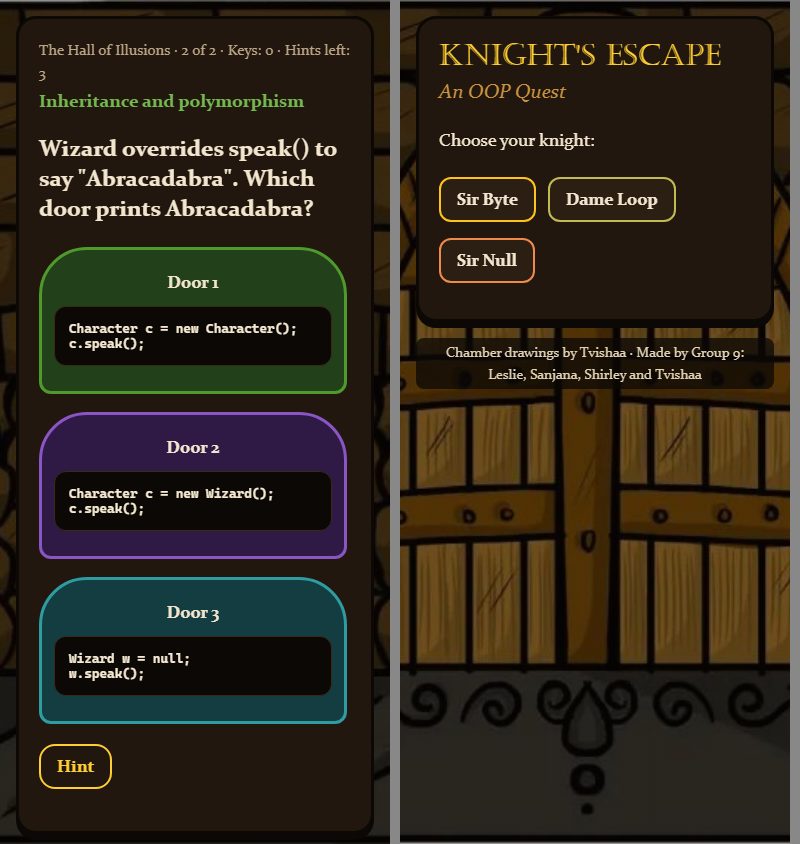 The Hall of Illusions · 2 of 2 · Keys: 0 · Hints left:
3
Inheritance and polymorphism
Wizard overrides speak() to
say "Abracadabra". Which
door prints Abracadabra?
Door 1
Character c = new Character();
c.speak();
Door 2
Character c = new Wizard();
c.speak();
Door 3
Wizard w = null;
w.speak();
Hint
KNIGHT'S ESCAPE
An OOP Quest
Choose your knight:
Sir Byte
Dame Loop
Sir Null
Chamber drawings by Tvishaa · Made by Group 9:
Leslie, Sanjana, Shirley and Tvishaa